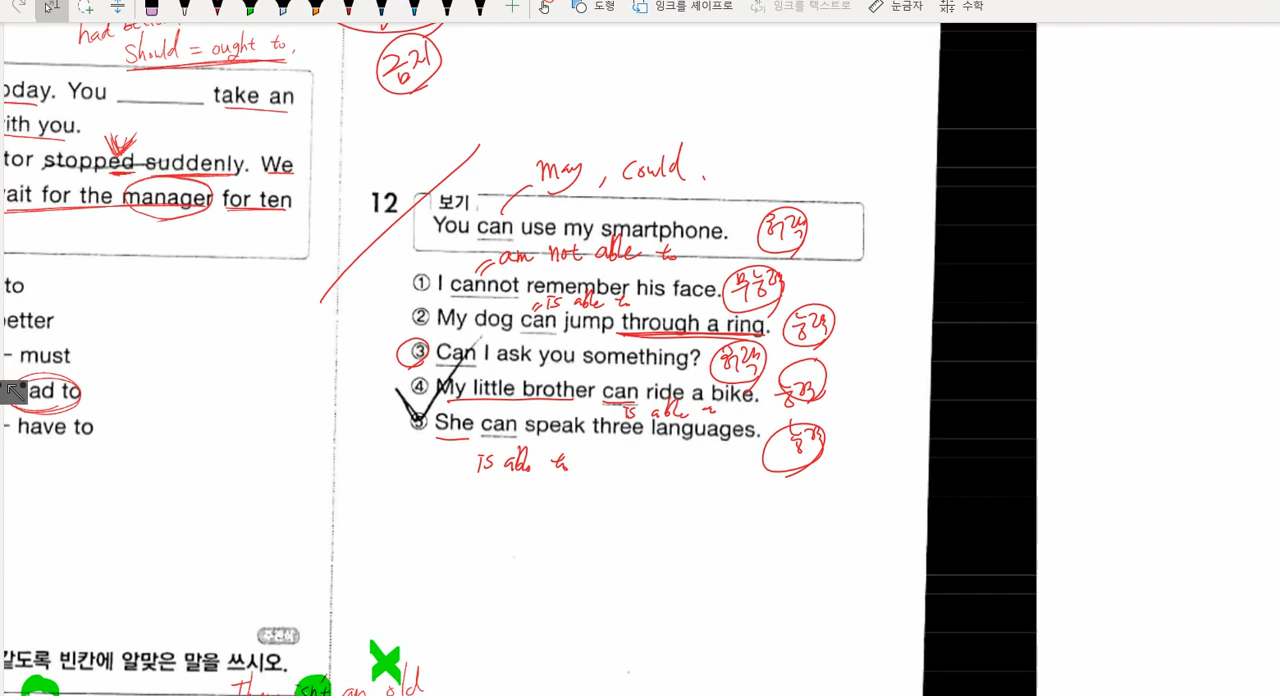 도형
잉크를 셰이프로
잉크를 텍스트로
눈금자
수학
had
Should = ought to,
금지
oday. You ________ take an
ith you.
tor stopped suddenly. We
ait for the manager for ten
to
etter
- must
ad to
- have to
may, could.
12
보기
You can use my smartphone. 허락
am not able to
① I cannot remember his face. 무능력
is able to
② My dog can jump through a ring. 능력
③ Can I ask you something? 허락
④ My little brother can ride a bike. 능력
is able to
⑤ She can speak three languages. 능력
is able to
주관식
같도록 빈칸에 알맞은 말을 쓰시오.
isn't an old